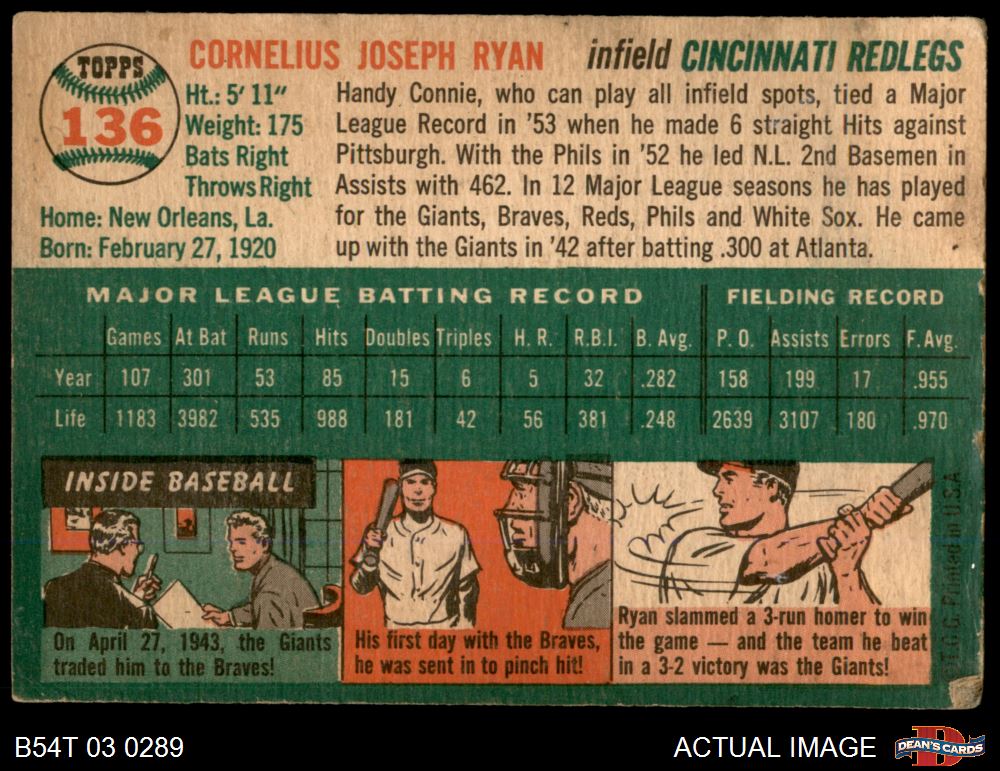 TOPPS
136
CORNELIUS JOSEPH RYAN infield CINCINNATI REDLEGS
Ht.: 5' 11"
Weight: 175
Bats Right
Throws Right
Home: New Orleans, La.
Born: February 27, 1920
Handy Connie, who can play all infield spots, tied a Major
League Record in '53 when he made 6 straight Hits against
Pittsburgh. With the Phils in '52 he led N.L. 2nd Basemen in
Assists with 462. In 12 Major League seasons he has played
for the Giants, Braves, Reds, Phils and White Sox. He came
up with the Giants in '42 after batting .300 at Atlanta.
MAJOR LEAGUE BATTING RECORD FIELDING RECORD
Games At Bat Runs Hits Doubles Triples H. R. R.B.I. B. Avg. P. O. Assists Errors F. Avg.
Year 107 301 53 85 15 6 5 32 .282 158 199 17 .955
Life 1183 3982 535 988 181 42 56 381 .248 2639 3107 180 .970
INSIDE BASEBALL
On April 27, 1943, the Giants
traded him to the Braves!
His first day with the Braves,
he was sent in to pinch hit!
Ryan slammed a 3-run homer to win
the game — and the team he beat
in a 3-2 victory was the Giants!
T.C.G. Printed in U.S.A.
B54T 03 0289
ACTUAL IMAGE
DEAN'S CARDS